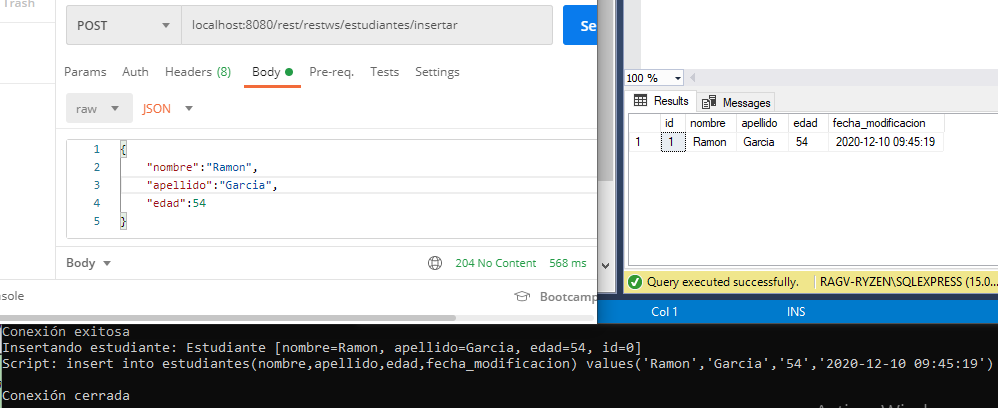 Trash
POST
localhost:8080/rest/restws/estudiantes/insertar
Params Auth Headers (8) Body Pre-req. Tests Settings
raw JSON
1 {
2 "nombre":"Ramon",
3 "apellido":"Garcia",
4 "edad":54
5 }
Body 204 No Content 568 ms
Bootcamp
100 %
Results Messages
id nombre apellido edad fecha_modificacion
1 1 Ramon Garcia 54 2020-12-10 09:45:19
Query executed successfully. RAGV-RYZEN\SQLEXPRESS (15.0...
Col 1 INS
Conexión exitosa
Insertando estudiante: Estudiante [nombre=Ramon, apellido=Garcia, edad=54, id=0]
Script: insert into estudiantes(nombre,apellido,edad,fecha_modificacion) values('Ramon','Garcia','54','2020-12-10 09:45:19')
Conexión cerrada